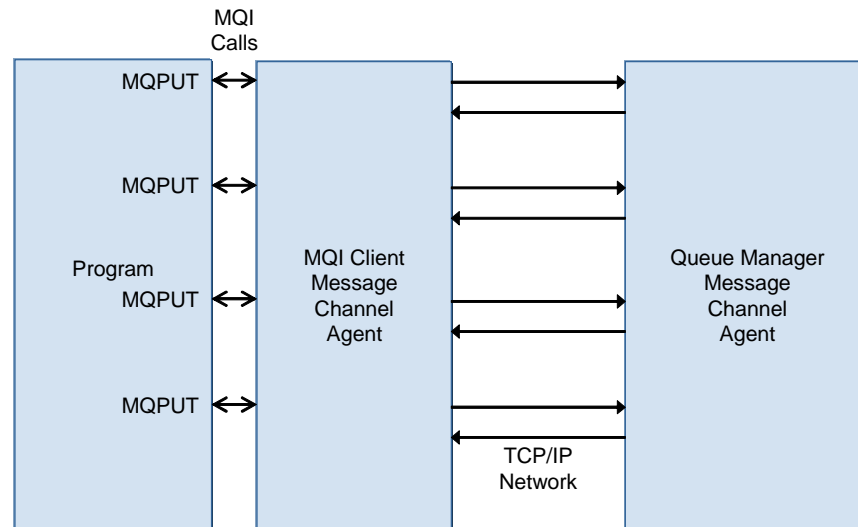 MQI
Calls
MQPUT
MQPUT
Program
MQPUT
MQPUT
MQI Client
Message
Channel
Agent
Queue Manager
Message
Channel
Agent
TCP/IP
Network